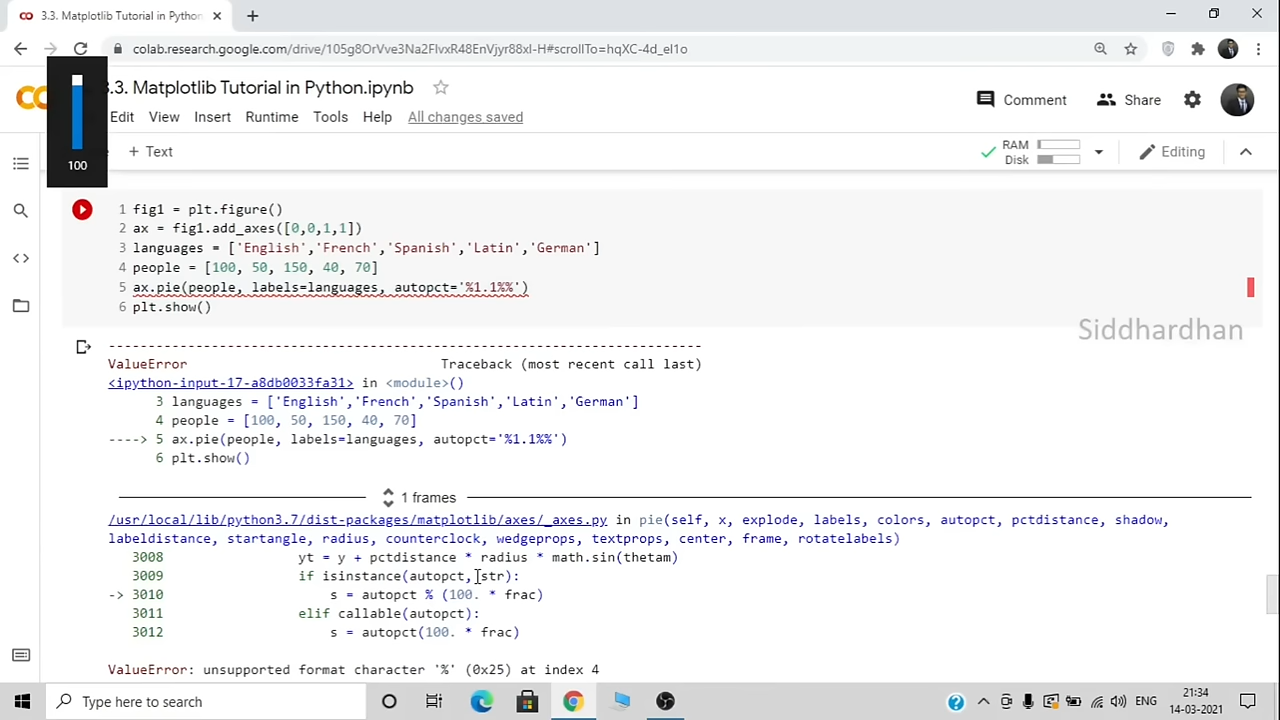 3.3. Matplotlib Tutorial in Python
colab.research.google.com/drive/105g8OrVve3Na2FlvxR48EnVjyr88xI-H#scrollTo=hqXC-4d_eI1o
3.3. Matplotlib Tutorial in Python.ipynb
Comment
Share
Edit View Insert Runtime Tools Help All changes saved
100
+ Text
RAM
Disk
Editing
1 fig1 = plt.figure()
2 ax = fig1.add_axes([0,0,1,1])
3 languages = ['English','French','Spanish','Latin','German']
4 people = [100, 50, 150, 40, 70]
5 ax.pie(people, labels=languages, autopct='%1.1%%')
6 plt.show()
Siddhardhan
---------------------------------------------------------------------------
ValueError Traceback (most recent call last)
<ipython-input-17-a8db0033fa31> in <module>()
3 languages = ['English','French','Spanish','Latin','German']
4 people = [100, 50, 150, 40, 70]
----> 5 ax.pie(people, labels=languages, autopct='%1.1%%')
6 plt.show()
1 frames
/usr/local/lib/python3.7/dist-packages/matplotlib/axes/_axes.py in pie(self, x, explode, labels, colors, autopct, pctdistance, shadow,
labeldistance, startangle, radius, counterclock, wedgeprops, textprops, center, frame, rotatelabels)
3008 yt = y + pctdistance * radius * math.sin(thetam)
3009 if isinstance(autopct, str):
-> 3010 s = autopct % (100. * frac)
3011 elif callable(autopct):
3012 s = autopct(100. * frac)
ValueError: unsupported format character '%' (0x25) at index 4
Type here to search
ENG
21:34
14-03-2021